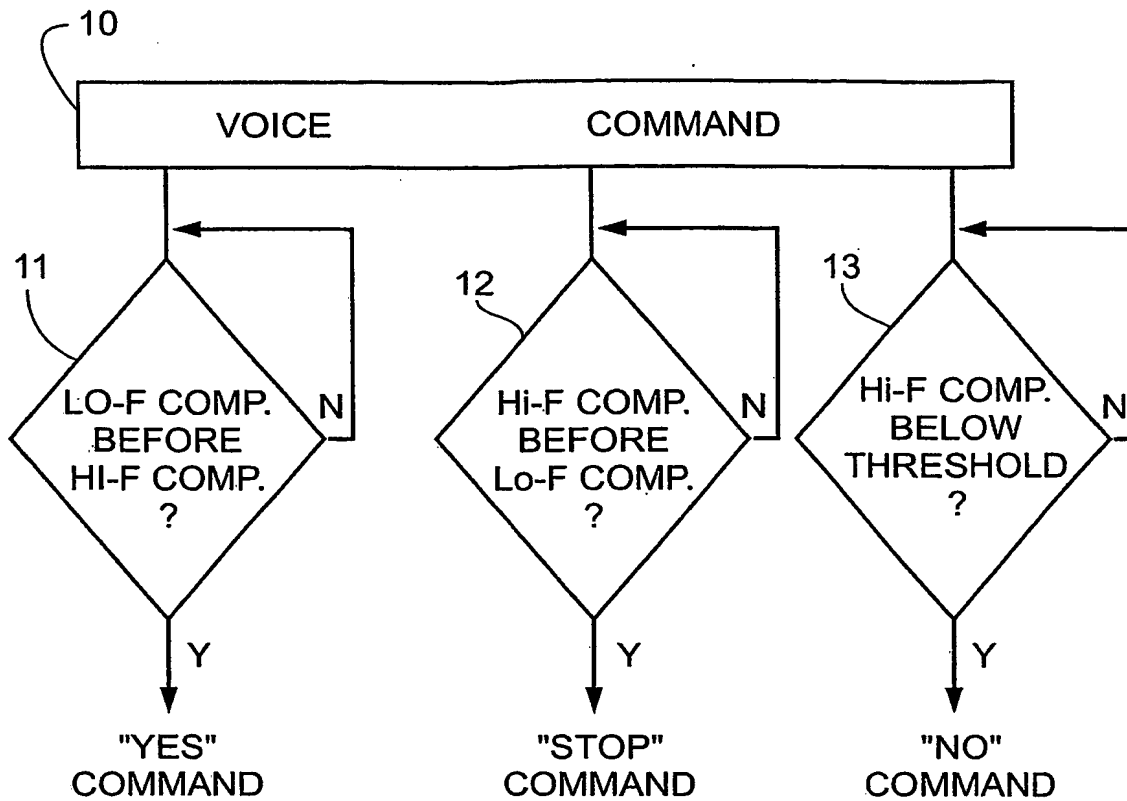 10
VOICE COMMAND
11
LO-F COMP.
BEFORE
HI-F COMP.
?
N
Y
"YES"
COMMAND
12
Hi-F COMP.
BEFORE
Lo-F COMP.
?
N
Y
"STOP"
COMMAND
13
Hi-F COMP.
BELOW
THRESHOLD
?
N
Y
"NO"
COMMAND